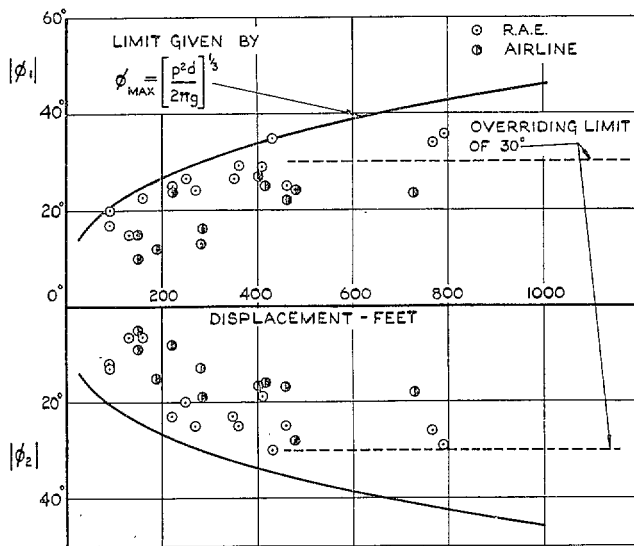 60°
LIMIT GIVEN BY
R.A.E.
AIRLINE
|ϕ₁|
ϕ MAX = [p²d / 2πg]^⅓
40°
OVERRIDING LIMIT
OF 30°
20°
0°
200 400 600 800 1000
DISPLACEMENT - FEET
20°
|ϕ₂|
40°